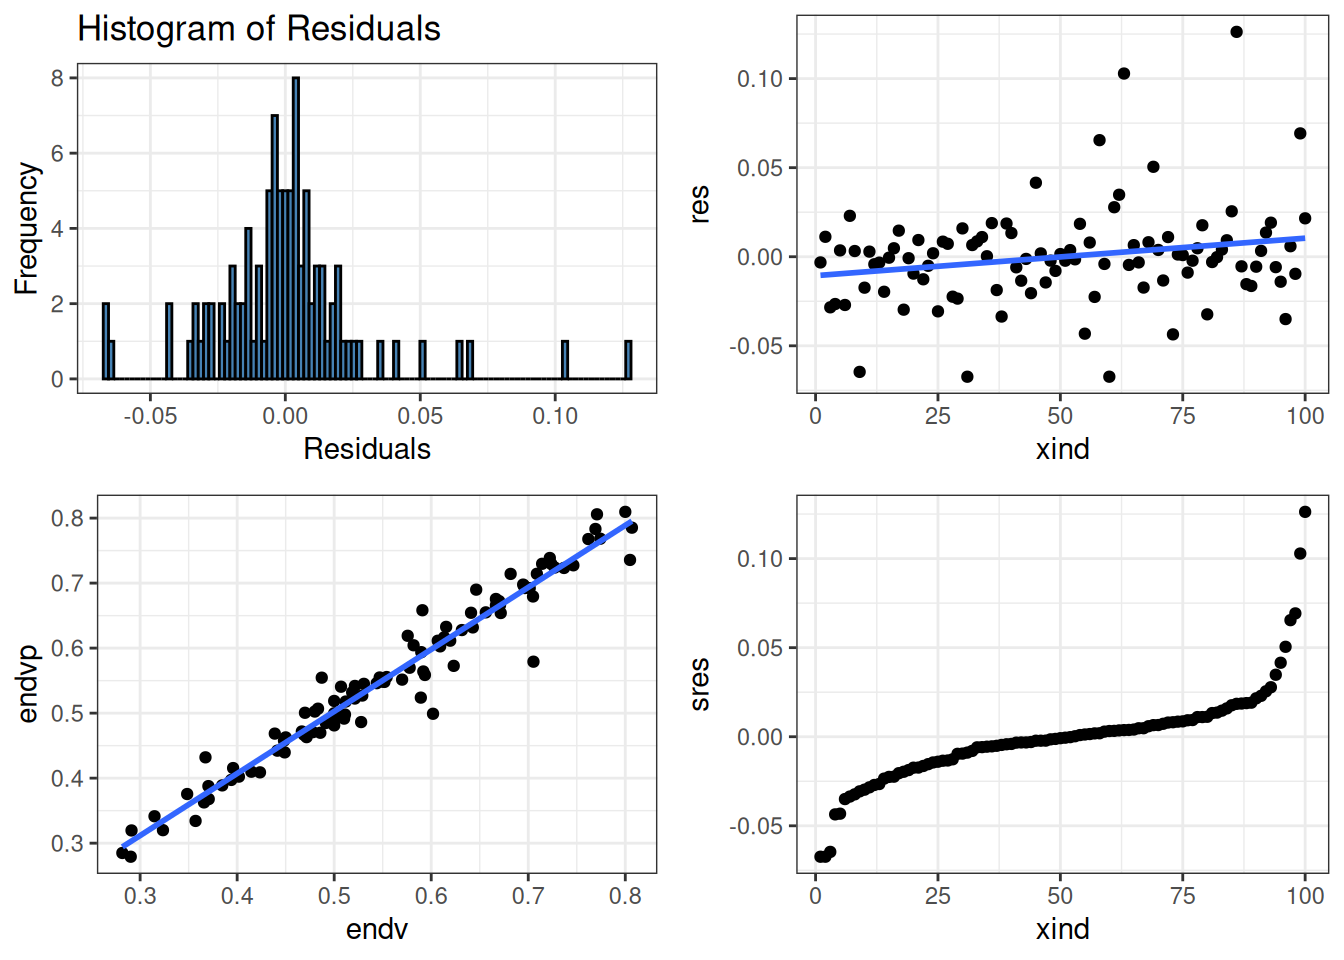 Histogram of Residuals
Frequency
8
6
4
2
0
-0.05 0.00 0.05 0.10
Residuals
res
0.10
0.05
0.00
-0.05
0 25 50 75 100
xind
endvp
0.8
0.7
0.6
0.5
0.4
0.3
0.3 0.4 0.5 0.6 0.7 0.8
endv
sres
0.10
0.05
0.00
-0.05
0 25 50 75 100
xind